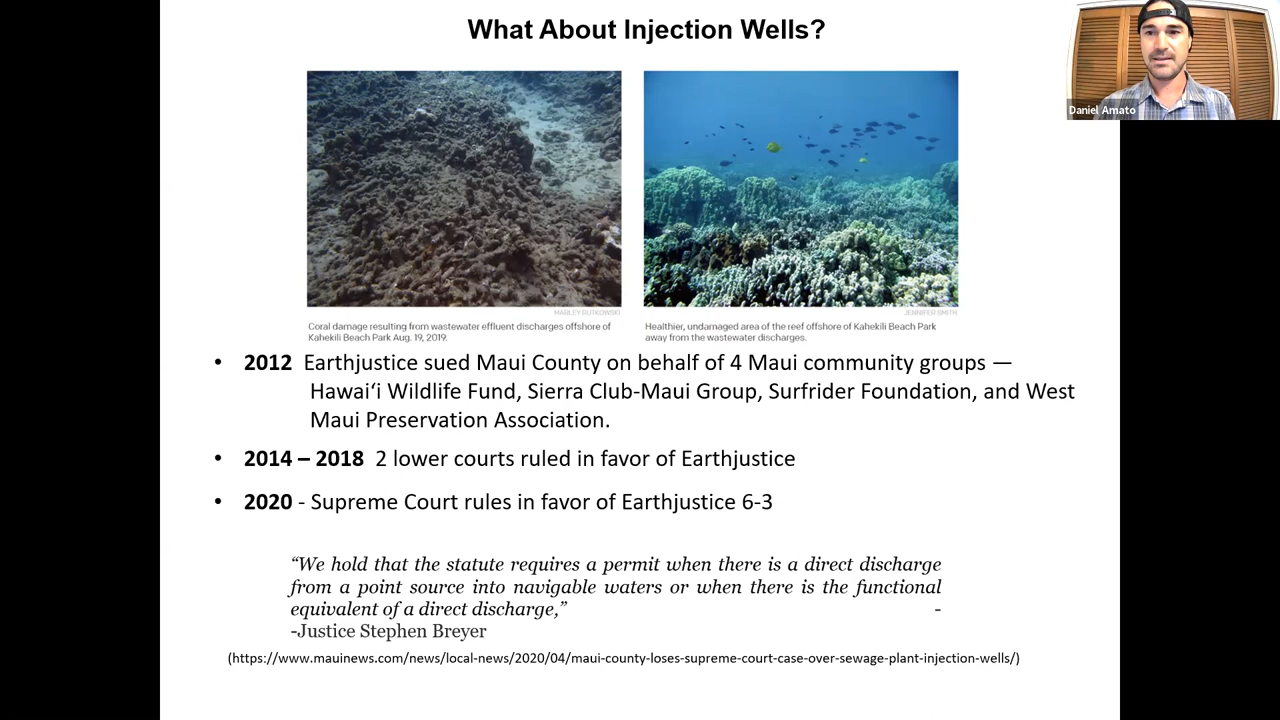 What About Injection Wells?
Daniel Amato
MARLEY RUTKOWSKI
JENNIFER SMITH
Coral damage resulting from wastewater effluent discharges offshore of
Kahekili Beach Park Aug. 19, 2019.
Healthier, undamaged area of the reef offshore of Kahekili Beach Park
away from the wastewater discharges.
• 2012 Earthjustice sued Maui County on behalf of 4 Maui community groups —
Hawai‘i Wildlife Fund, Sierra Club-Maui Group, Surfrider Foundation, and West
Maui Preservation Association.
• 2014 – 2018 2 lower courts ruled in favor of Earthjustice
• 2020 - Supreme Court rules in favor of Earthjustice 6-3
“We hold that the statute requires a permit when there is a direct discharge
from a point source into navigable waters or when there is the functional
equivalent of a direct discharge,” -
-Justice Stephen Breyer
(https://www.mauinews.com/news/local-news/2020/04/maui-county-loses-supreme-court-case-over-sewage-plant-injection-wells/)